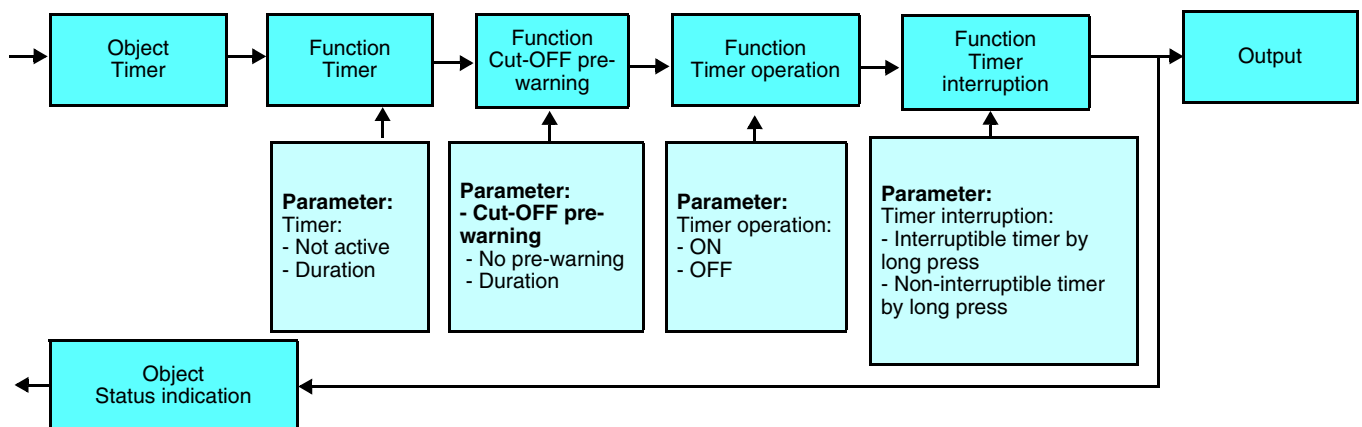 Object
Timer
Function
Timer
Function
Cut-OFF pre-
warning
Function
Timer operation
Function
Timer
interruption
Output
Parameter:
Timer:
- Not active
- Duration
Parameter:
- Cut-OFF pre-
warning
- No pre-warning
- Duration
Parameter:
Timer operation:
- ON
- OFF
Parameter:
Timer interruption:
- Interruptible timer by
long press
- Non-interruptible timer
by long press
Object
Status indication